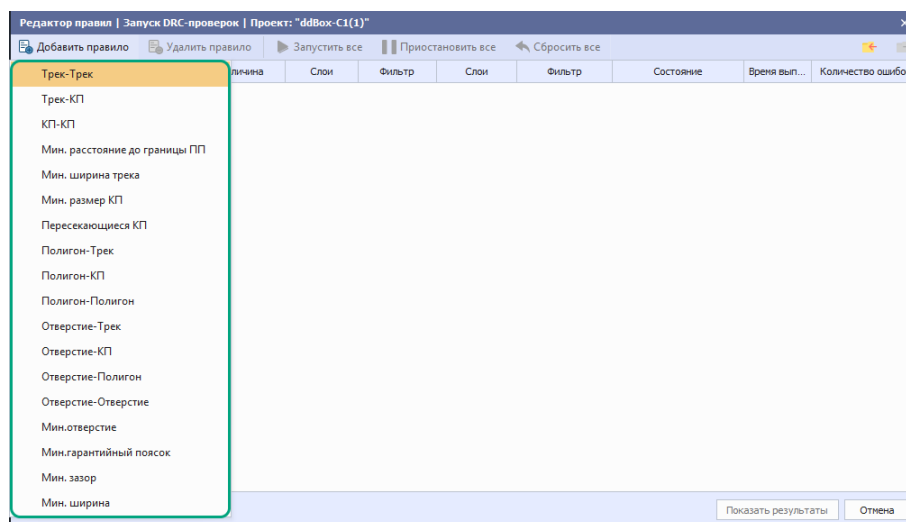 Редактор правил | Запуск DRC-проверок | Проект: "ddBox-C1(1)"
Добавить правило Удалить правило Запустить все Приостановить все Сбросить все
Слои Фильтр Слои Фильтр Состояние Время вып...
Трек-Трек
Трек-КП
КП-КП
Мин. расстояние до границы ПП
Мин. ширина трека
Мин. размер КП
Пересекающиеся КП
Полигон-Трек
Полигон-КП
Полигон-Полигон
Отверстие-Трек
Отверстие-КП
Отверстие-Полигон
Отверстие-Отверстие
Мин.отверстие
Мин.гарантийный поясок
Мин. зазор
Мин. ширина
Показать результаты Отмена